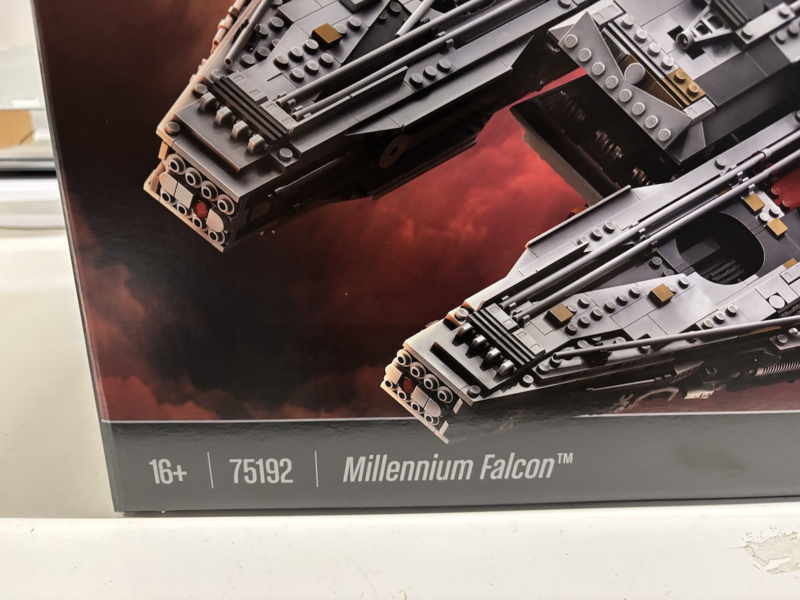 16+ | 75192 | Millennium Falcon™